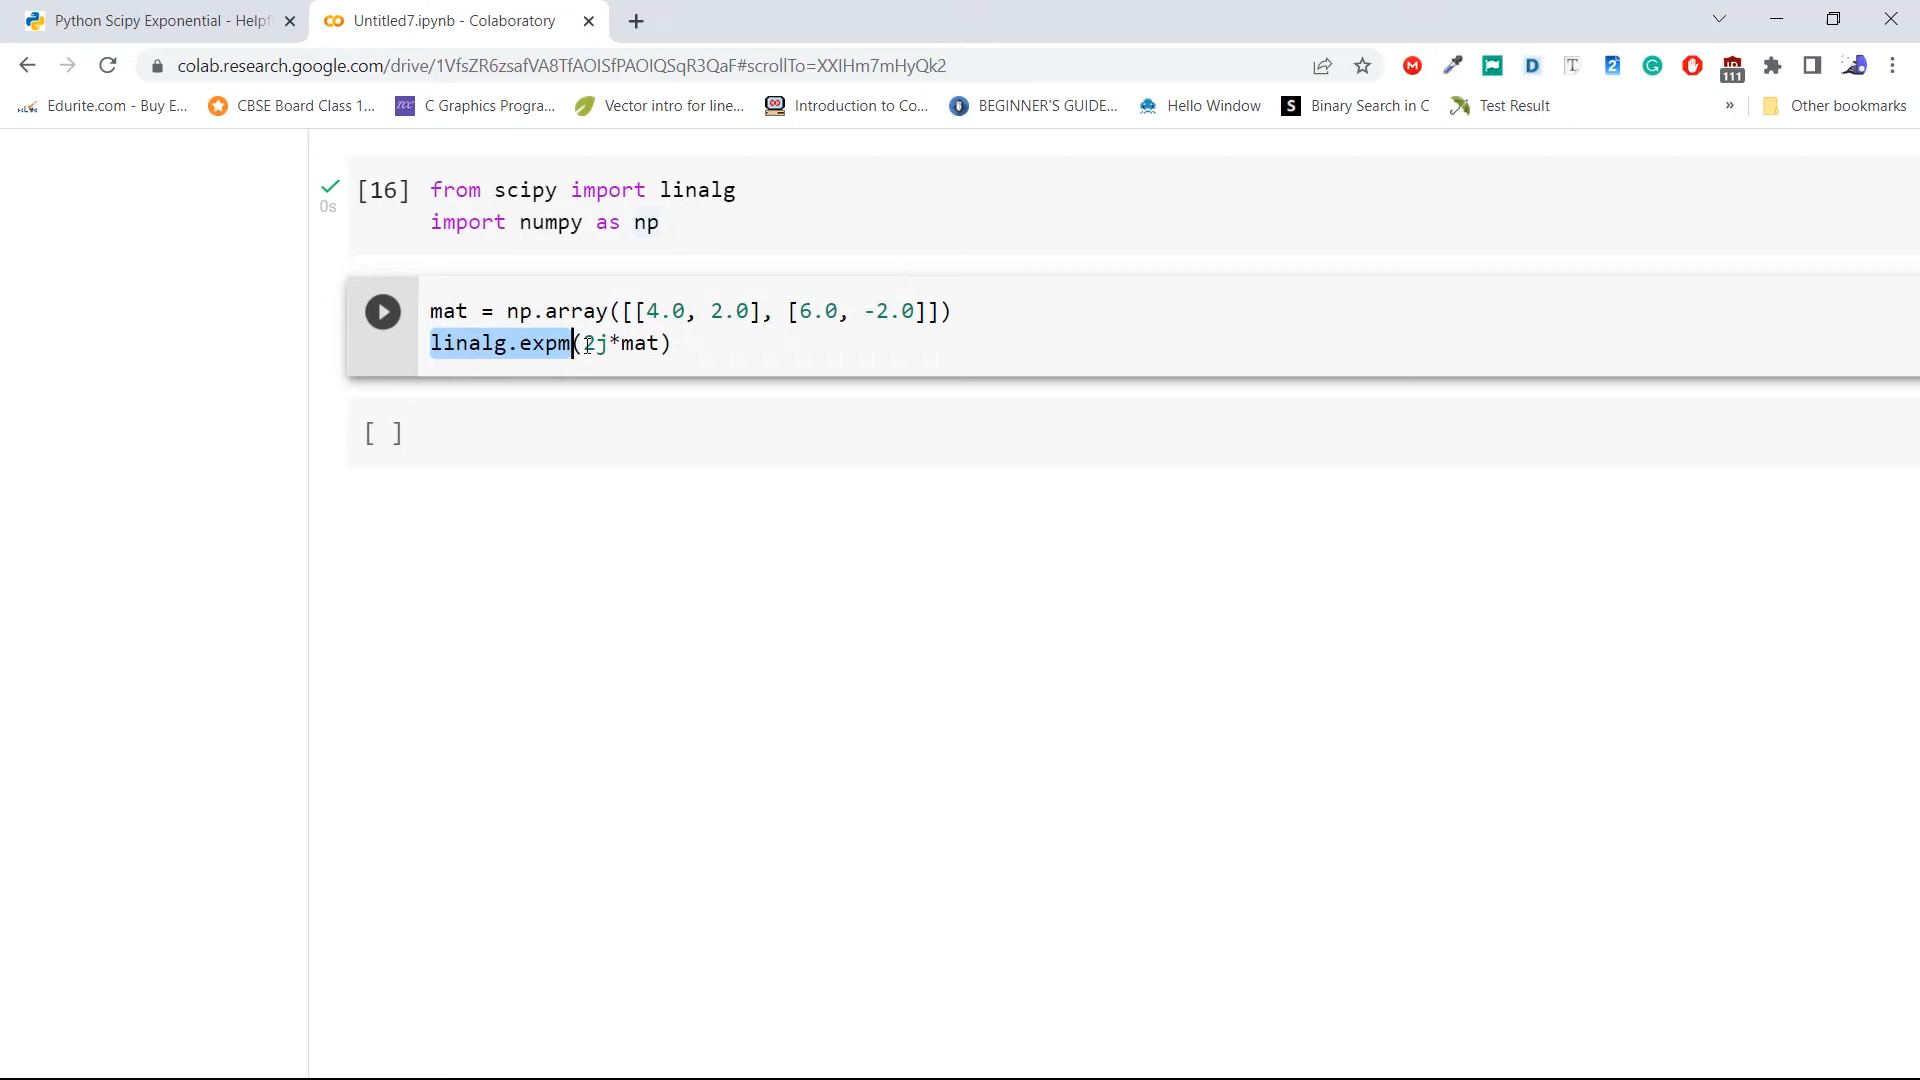 Python Scipy Exponential - Helpf
Untitled7.ipynb - Colaboratory
colab.research.google.com/drive/1VfsZR6zsafVA8TfAOISfPAOIQSqR3QaF#scrollTo=XXIHm7mHyQk2
111
Edurite.com - Buy E...
CBSE Board Class 1...
C Graphics Progra...
Vector intro for line...
Introduction to Co...
BEGINNER'S GUIDE...
Hello Window
Binary Search in C
Test Result
»
Other bookmarks
[16] from scipy import linalg
0s
import numpy as np
mat = np.array([[4.0, 2.0], [6.0, -2.0]])
linalg.expm(2j*mat)
[ ]